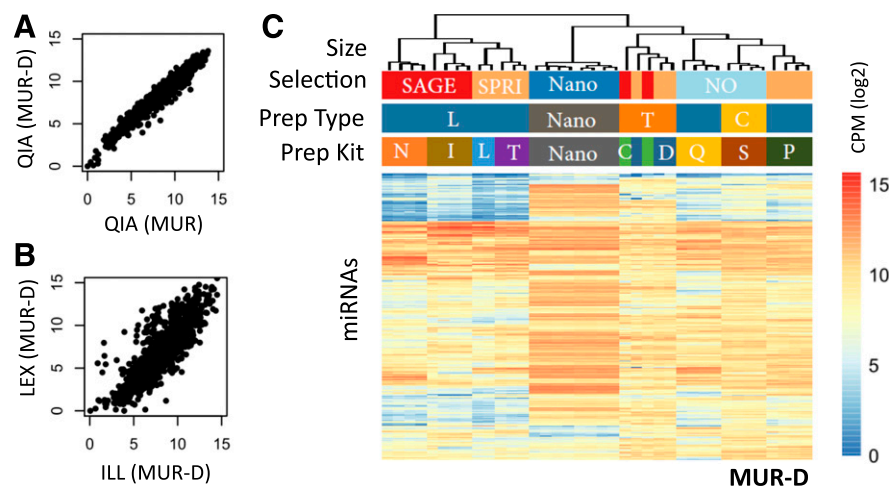 A
QIA (MUR-D)
15
10
5
0
0 5 10 15
QIA (MUR)
B
LEX (MUR-D)
15
10
5
0
0 5 10 15
ILL (MUR-D)
C
Size
Selection
SAGE SPRI Nano NO
Prep Type
L Nano T C
Prep Kit
N I L T Nano C D Q S P
miRNAs
MUR-D
CPM (log2)
15
10
5
0